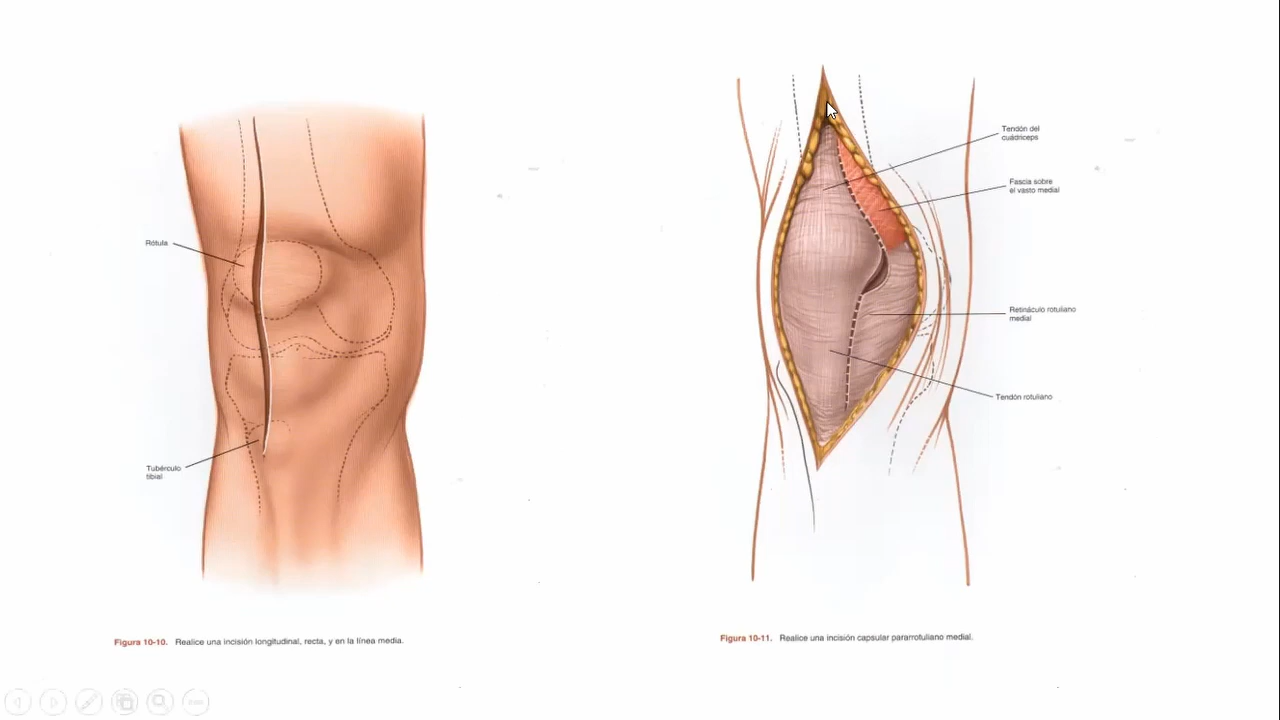 Rótula
Tubérculo
tibial
Figura 10-10. Realice una incisión longitudinal, recta, y en la línea media.
Tendón del
cuádriceps
Fascia sobre
el vasto medial
Retináculo rotuliano
medial
Tendón rotuliano
Figura 10-11. Realice una incisión capsular pararrotuliano medial.